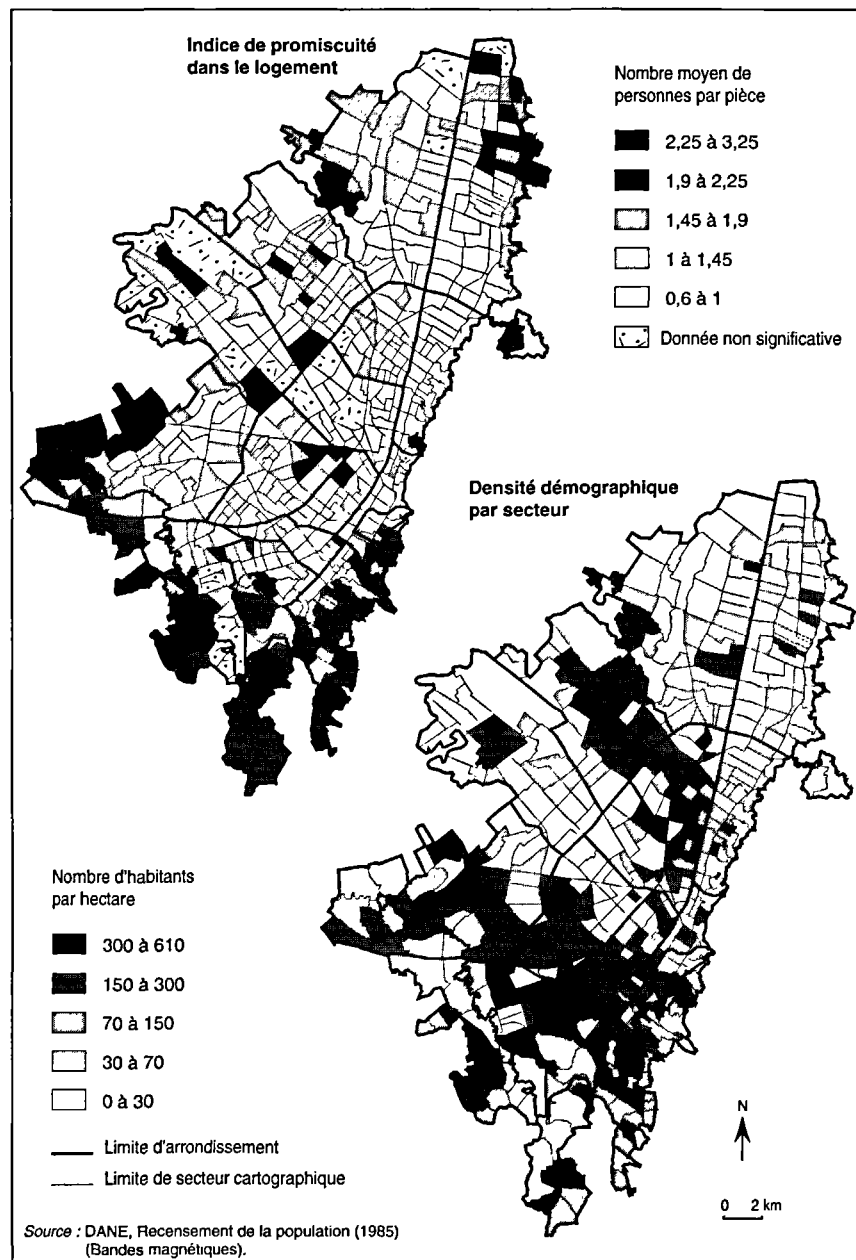 Indice de promiscuité
dans le logement
Nombre moyen de
personnes par pièce
2,25 à 3,25
1,9 à 2,25
1,45 à 1,9
1 à 1,45
0,6 à 1
Donnée non significative
Densité démographique
par secteur
Nombre d'habitants
par hectare
300 à 610
150 à 300
70 à 150
30 à 70
0 à 30
Limite d'arrondissement
Limite de secteur cartographique
N
0 2 km
Source : DANE, Recensement de la population (1985)
(Bandes magnétiques).